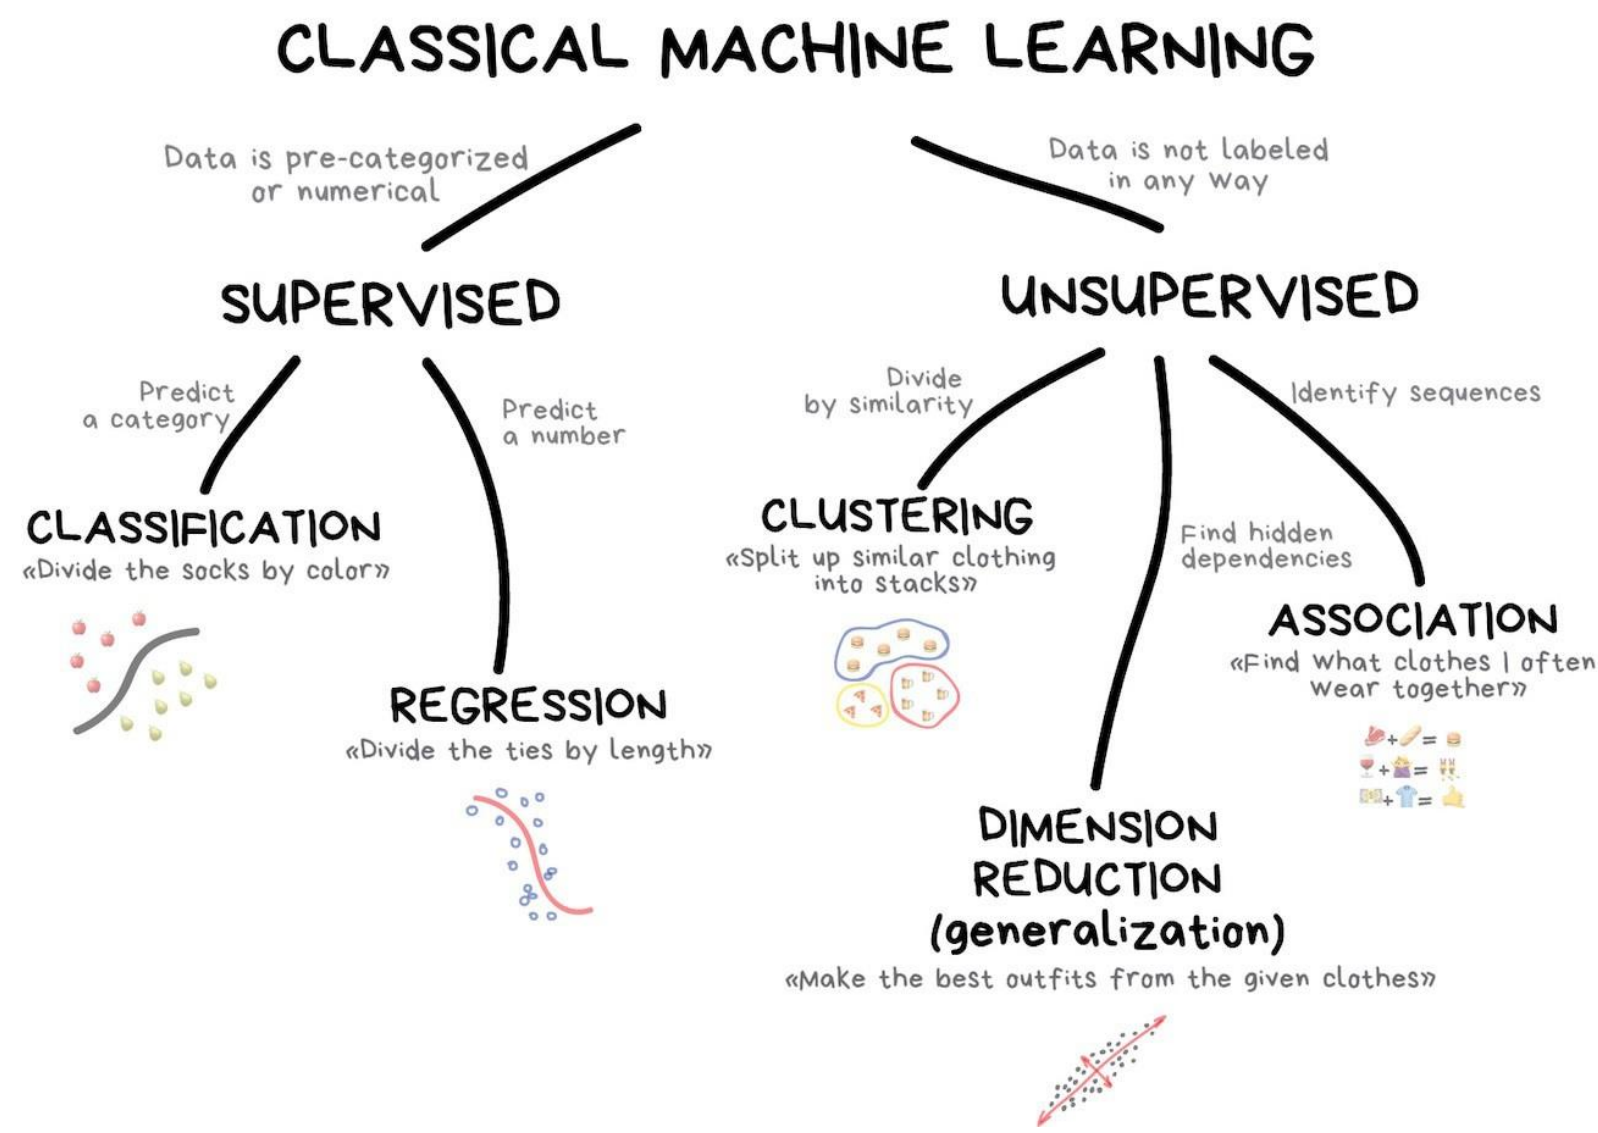 CLASSICAL MACHINE LEARNING
Data is pre-categorized
or numerical
Data is not labeled
in any way
SUPERVISED
UNSUPERVISED
Predict
a category
Predict
a number
Divide
by similarity
Identify sequences
CLASSIFICATION
«Divide the socks by color»
CLUSTERING
«Split up similar clothing
into stacks»
Find hidden
dependencies
ASSOCIATION
«Find what clothes I often
wear together»
REGRESSION
«Divide the ties by length»
+ =
+ =
+ =
DIMENSION
REDUCTION
(generalization)
«Make the best outfits from the given clothes»